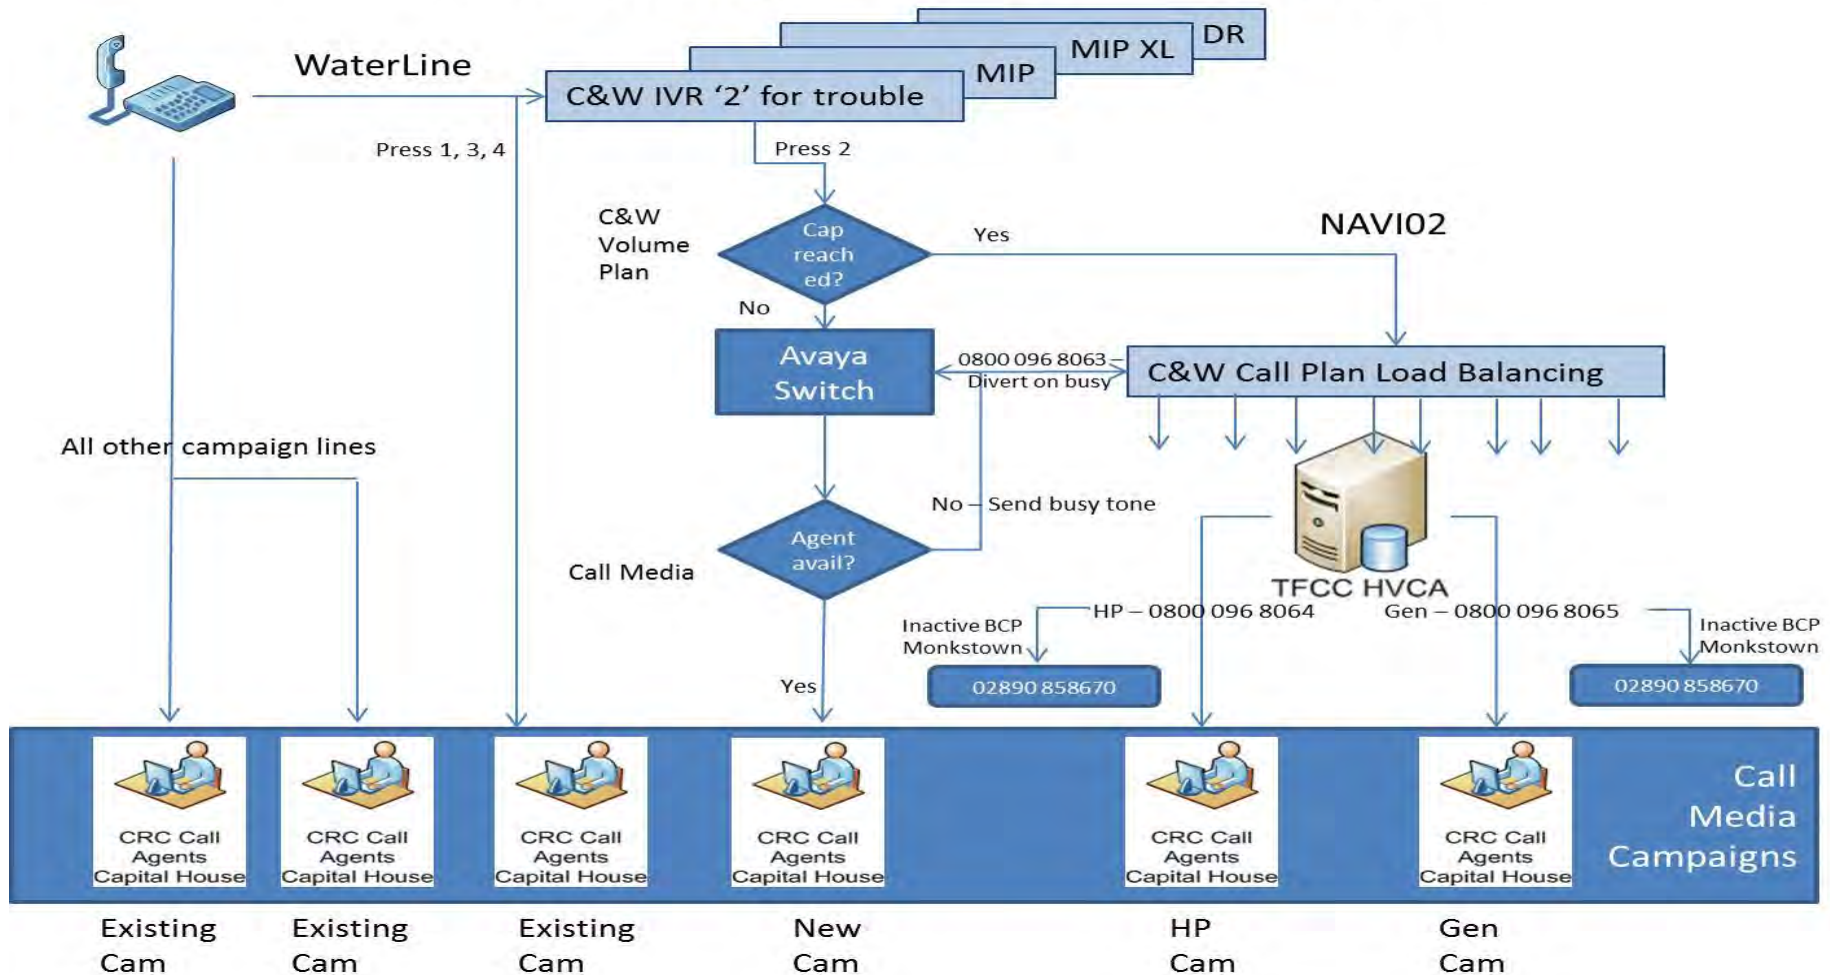 WaterLine
DR
MIP XL
MIP
C&W IVR ‘2’ for trouble
Press 1, 3, 4
Press 2
C&W
Volume
Plan
Cap
reach
ed?
Yes
NAVI02
No
Avaya
Switch
0800 096 8063 –
Divert on busy
C&W Call Plan Load Balancing
All other campaign lines
No – Send busy tone
Agent
avail?
Call Media
TFCC HVCA
HP – 0800 096 8064
Gen – 0800 096 8065
Inactive BCP
Monkstown
Inactive BCP
Monkstown
Yes
02890 858670
02890 858670
Call
Media
Campaigns
CRC Call
Agents
Capital House
CRC Call
Agents
Capital House
CRC Call
Agents
Capital House
CRC Call
Agents
Capital House
CRC Call
Agents
Capital House
CRC Call
Agents
Capital House
Existing
Cam
Existing
Cam
Existing
Cam
New
Cam
HP
Cam
Gen
Cam